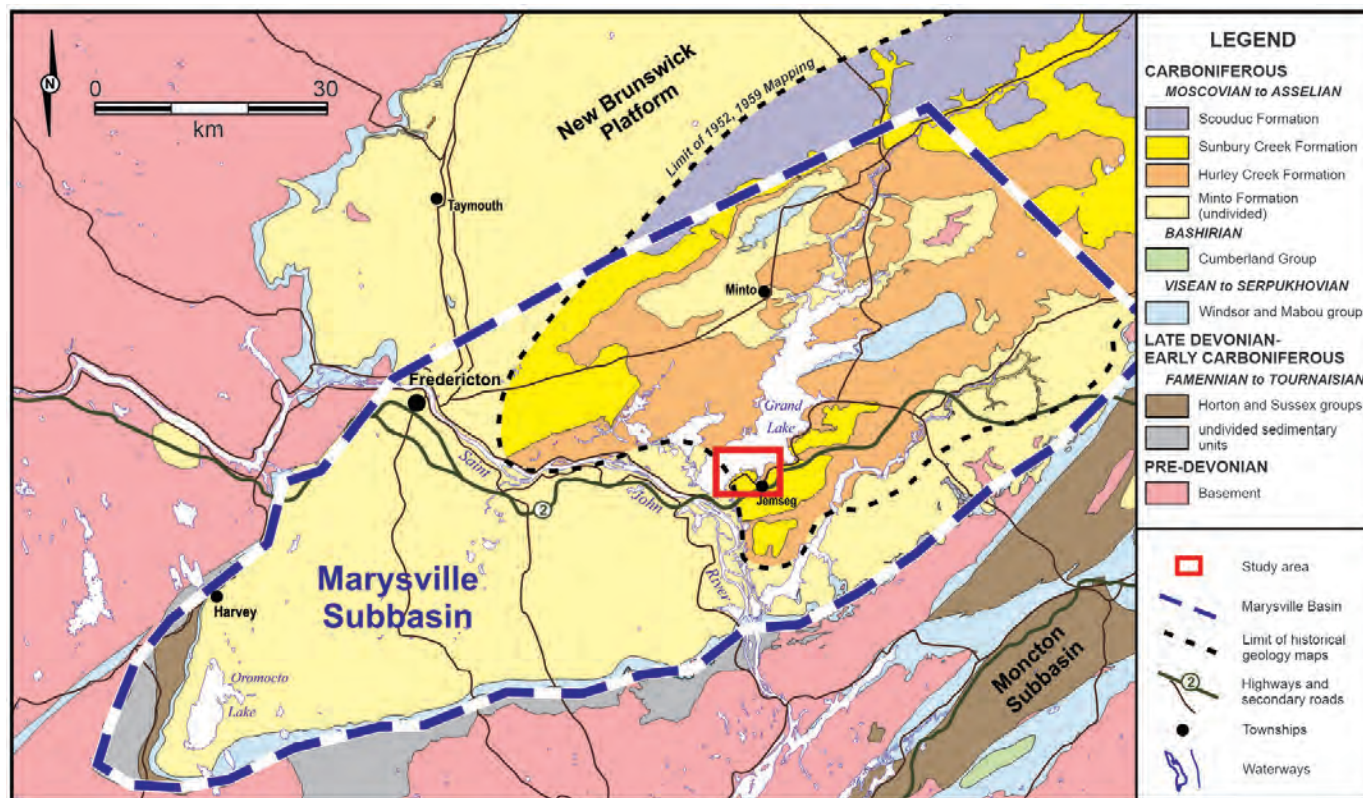 N
0
30
km
New Brunswick
Platform
Limit of 1952, 1959 Mapping
Taymouth
Minto
Fredericton
Grand
Lake
Saint
John
River
Jemseg
2
Marysville
Subbasin
Harvey
Oromocto
Lake
Moncton
Subbasin
LEGEND
CARBONIFEROUS
MOSCOVIAN to ASSELIAN
Scouduc Formation
Sunbury Creek Formation
Hurley Creek Formation
Minto Formation
(undivided)
BASHIRIAN
Cumberland Group
VISEAN to SERPUKHOVIAN
Windsor and Mabou group
LATE DEVONIAN-
EARLY CARBONIFEROUS
FAMENNIAN to TOURNAISIAN
Horton and Sussex groups
undivided sedimentary
units
PRE-DEVONIAN
Basement
Study area
Marysville Basin
Limit of historical
geology maps
2
Highways and
secondary roads
Townships
Waterways